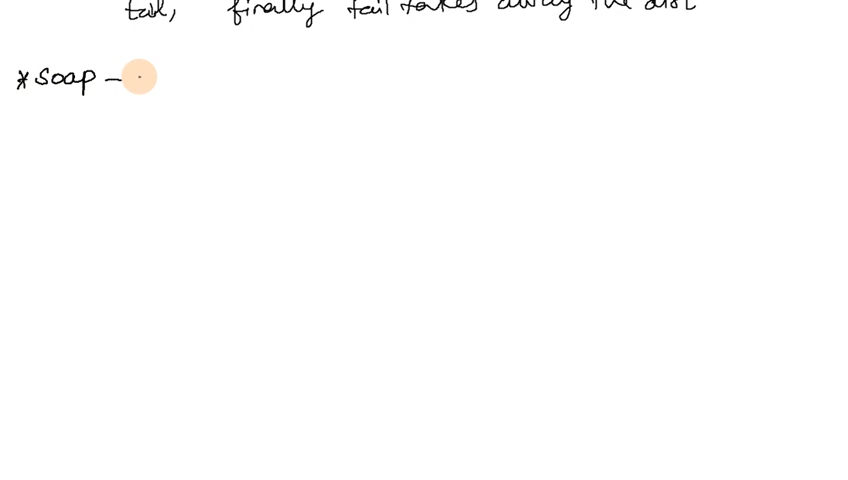 tail, finally tail takes away the dirt
* soap –